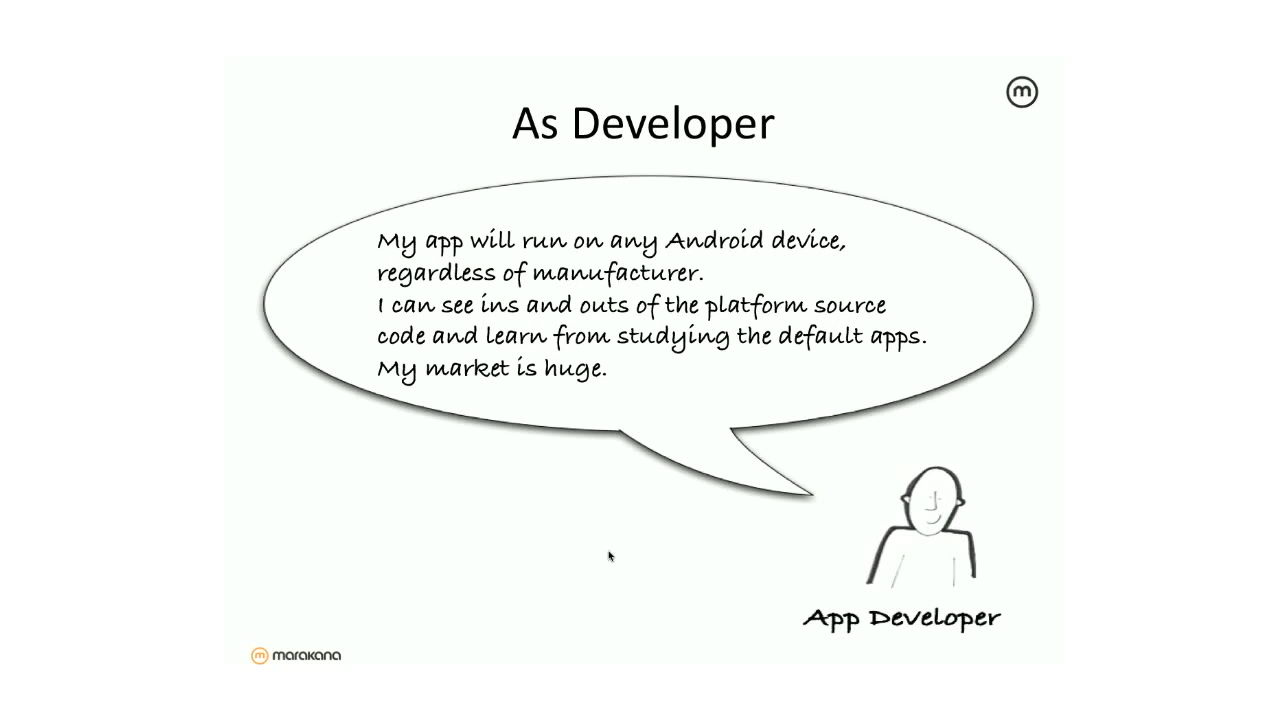 m
As Developer
My app will run on any Android device,
regardless of manufacturer.
I can see ins and outs of the platform source
code and learn from studying the default apps.
My market is huge.
App Developer
m marakana